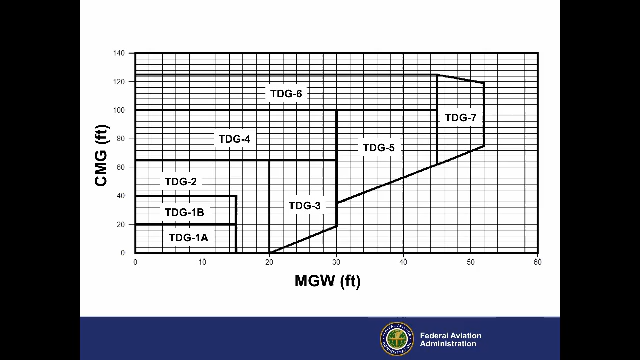 140
120
100
80
60
40
20
0
CMG (ft)
TDG-6
TDG-7
TDG-4
TDG-5
TDG-2
TDG-3
TDG-1B
TDG-1A
0 10 20 30 40 50 60
MGW (ft)
Federal Aviation
Administration